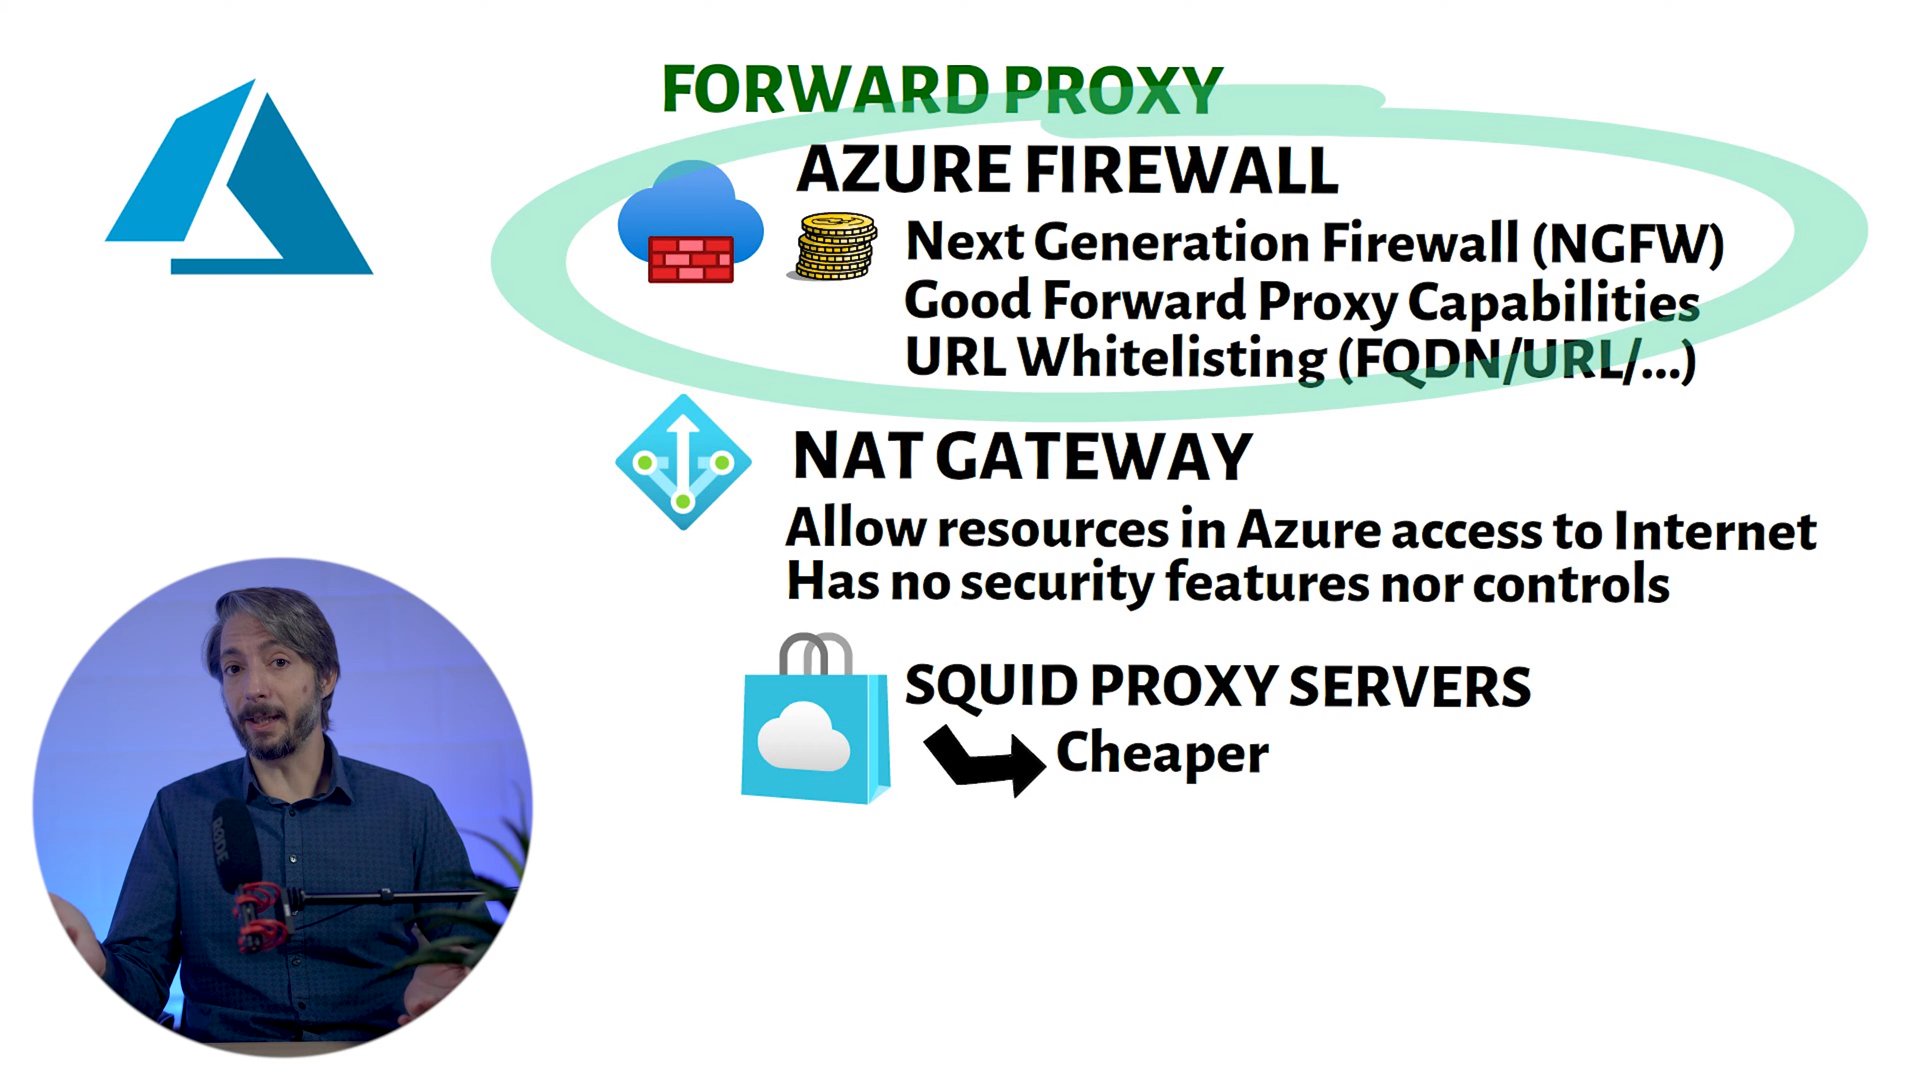 FORWARD PROXY
AZURE FIREWALL
Next Generation Firewall (NGFW)
Good Forward Proxy Capabilities
URL Whitelisting (FQDN/URL/...)
NAT GATEWAY
Allow resources in Azure access to Internet
Has no security features nor controls
SQUID PROXY SERVERS
Cheaper
RODE